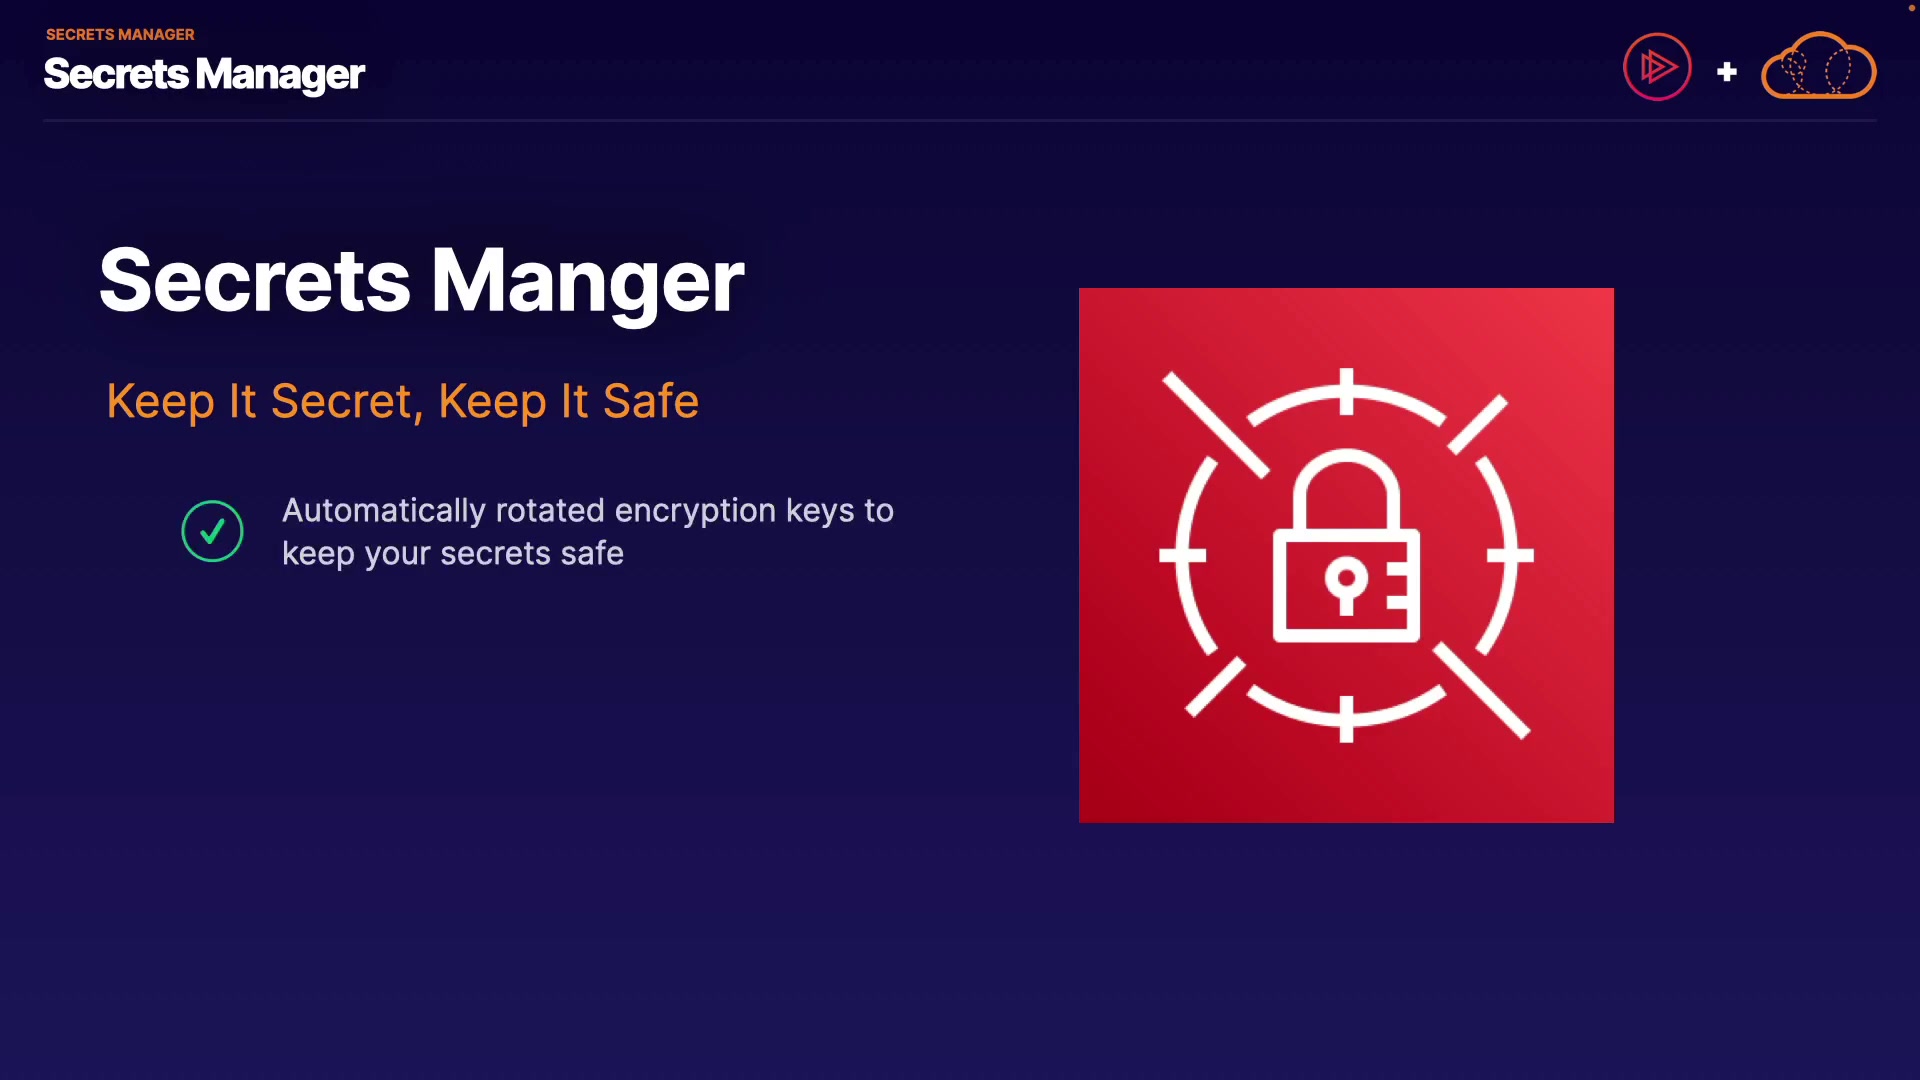 SECRETS MANAGER
Secrets Manager
Secrets Manger
Keep It Secret, Keep It Safe
Automatically rotated encryption keys to
keep your secrets safe